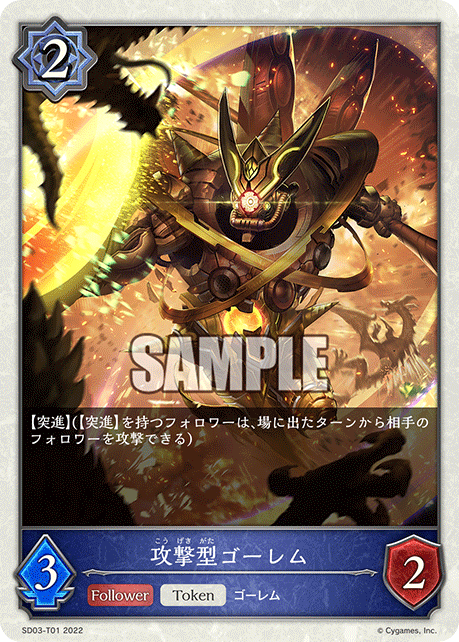 2
SAMPLE
【突進】(【突進】を持つフォロワーは、場に出たターンから相手の
フォロワーを攻撃できる)
こう げき がた
攻撃型ゴーレム
3
Follower Token ゴーレム
2
SD03-T01 2022 © Cygames, Inc.